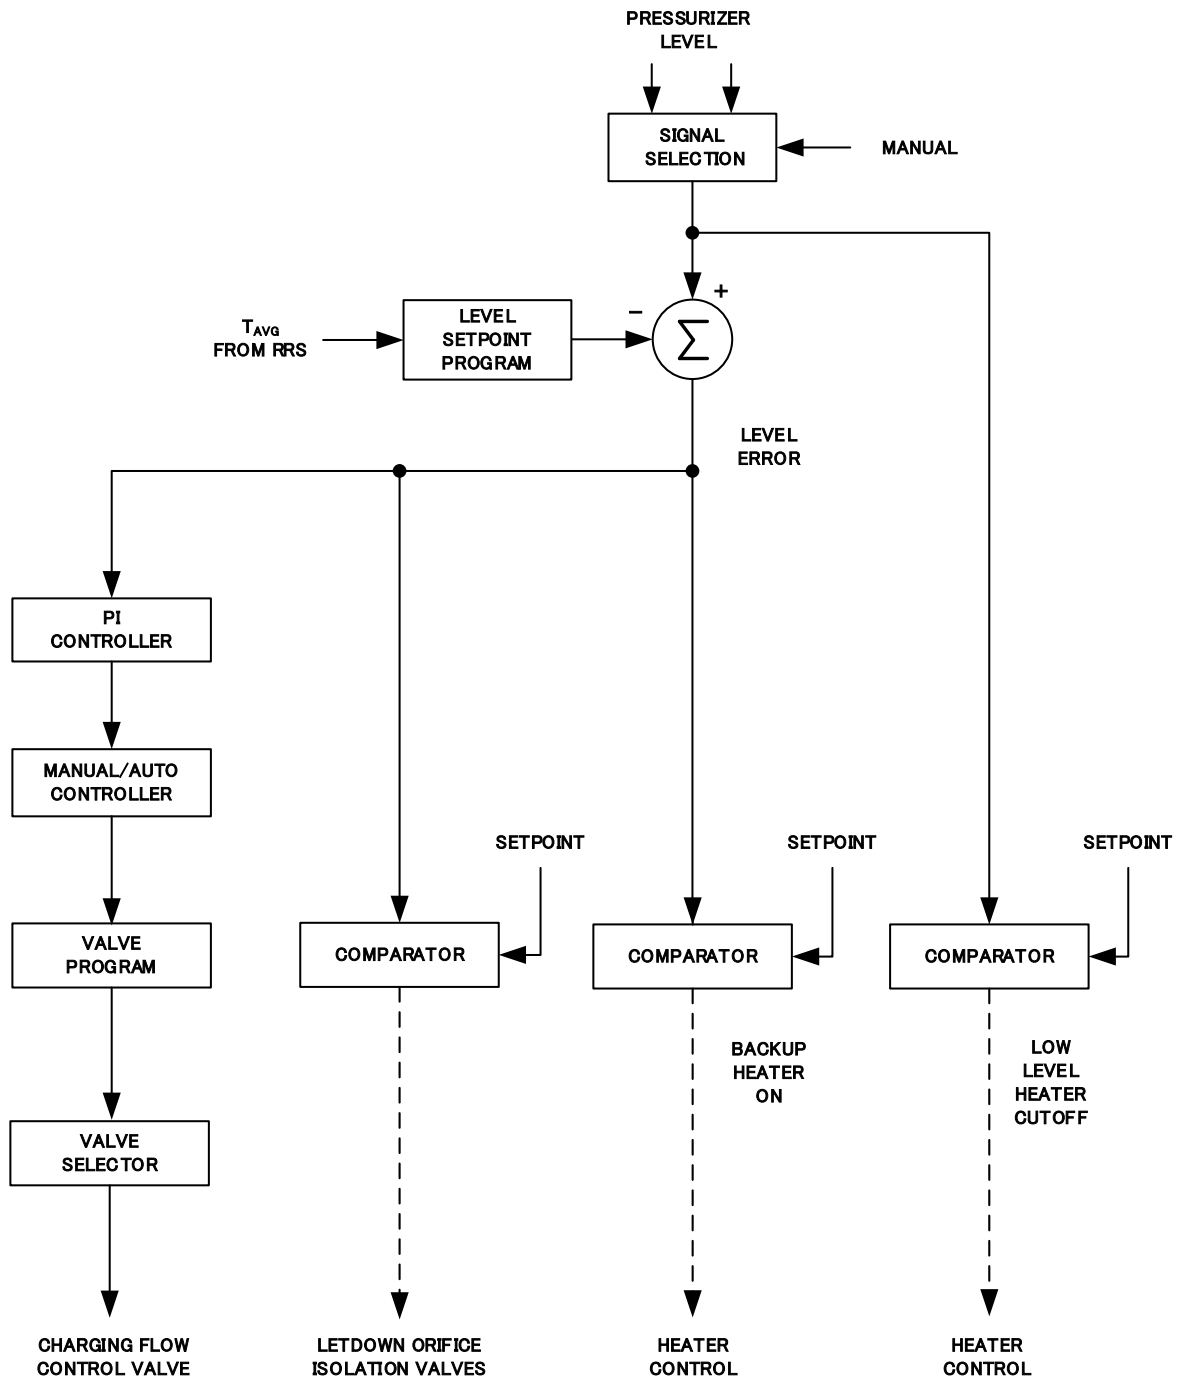 PRESSURIZER
LEVEL
SIGNAL
SELECTION
MANUAL
+
−
TAVG
FROM RRS
LEVEL
SETPOINT
PROGRAM
Σ
LEVEL
ERROR
PI
CONTROLLER
MANUAL/AUTO
CONTROLLER
SETPOINT
SETPOINT
SETPOINT
VALVE
PROGRAM
COMPARATOR
COMPARATOR
COMPARATOR
BACKUP
HEATER
ON
LOW
LEVEL
HEATER
CUTOFF
VALVE
SELECTOR
CHARGING FLOW
CONTROL VALVE
LETDOWN ORIFICE
ISOLATION VALVES
HEATER
CONTROL
HEATER
CONTROL